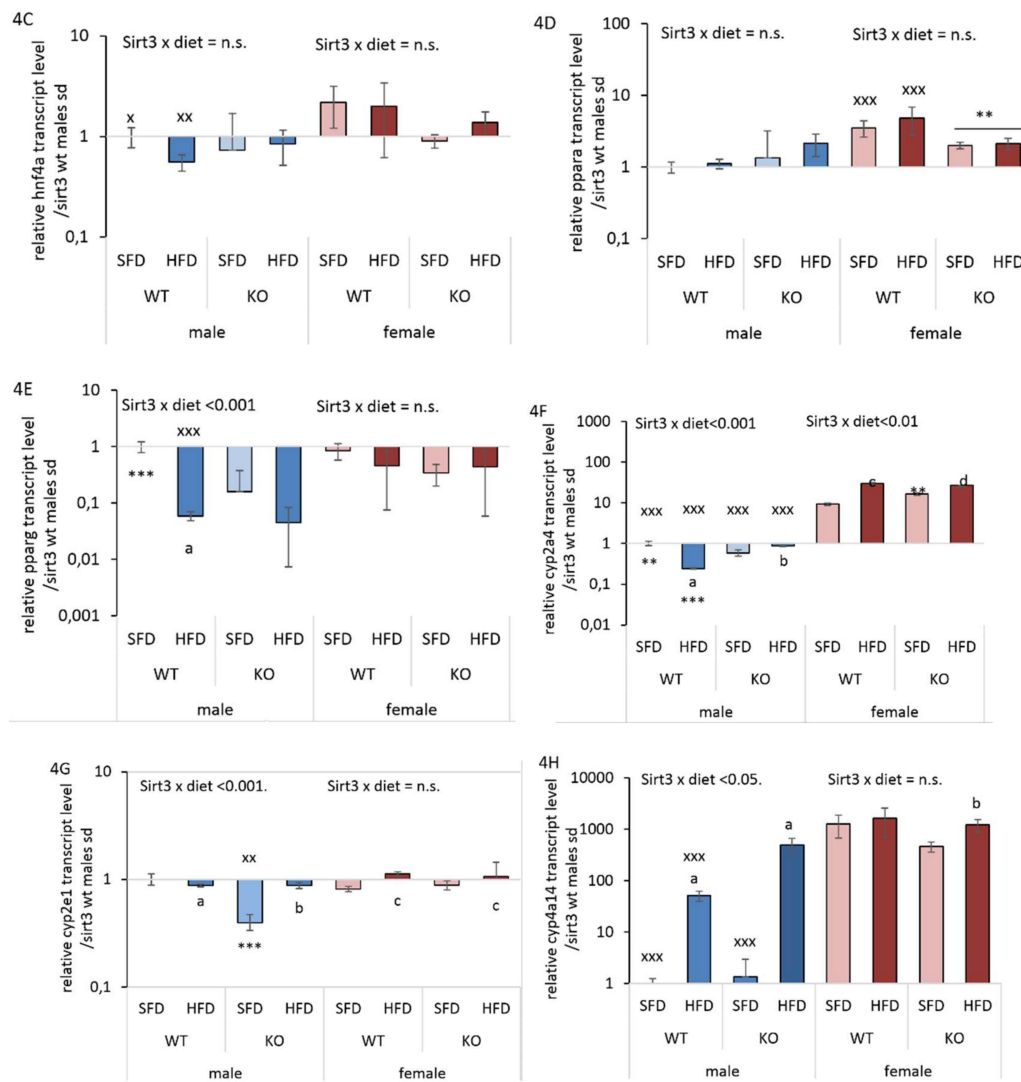 4C
relative hnf4a transcript level
/sirt3 wt males sd
10
1
0,1
Sirt3 x diet = n.s.
Sirt3 x diet = n.s.
x
xx
SFD HFD SFD HFD SFD HFD SFD HFD
WT KO WT KO
male female
4D
relative ppara transcript level
/sirt3 wt males sd
100
10
1
0,1
Sirt3 x diet = n.s.
Sirt3 x diet = n.s.
xxx
xxx
**
SFD HFD SFD HFD SFD HFD SFD HFD
WT KO WT KO
male female
4E
relative pparg transcript level
/sirt3 wt males sd
10
1
0,1
0,01
0,001
Sirt3 x diet <0.001
Sirt3 x diet = n.s.
xxx
***
a
SFD HFD SFD HFD SFD HFD SFD HFD
WT KO WT KO
male female
4F
realtive cyp2a4 transcript level
/sirt3 wt males sd
1000
100
10
1
0,1
0,01
Sirt3 x diet<0.001
Sirt3 x diet<0.01
xxx xxx xxx xxx
c ** d
** a b
***
SFD HFD SFD HFD SFD HFD SFD HFD
WT KO WT KO
male female
4G
relative cyp2e1 transcript level
/sirt3 wt males sd
10
1
0,1
Sirt3 x diet <0.001.
Sirt3 x diet = n.s.
xx
a b c c
***
SFD HFD SFD HFD SFD HFD SFD HFD
WT KO WT KO
male female
4H
relative cyp4a14 transcript level
/sirt3 wt males sd
10000
1000
100
10
1
Sirt3 x diet <0.05.
Sirt3 x diet = n.s.
a b
xxx
a
xxx xxx
SFD HFD SFD HFD SFD HFD SFD HFD
WT KO WT KO
male female